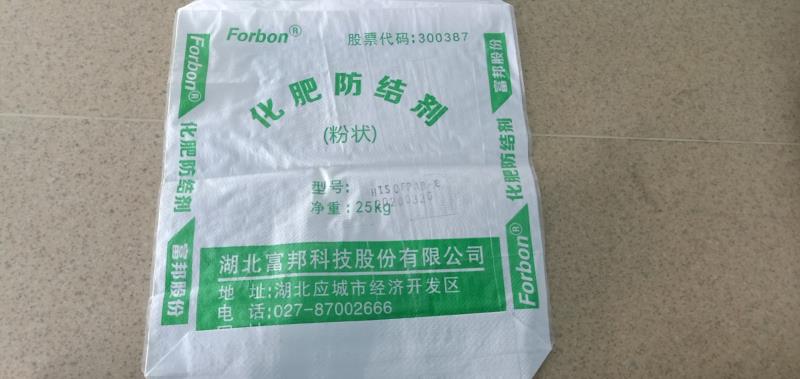 Forbon®
股票代码:300387
化肥防结剂
(粉状)
型号:
净重:25kg
湖北富邦科技股份有限公司
地 址:湖北应城市经济开发区
电 话:027-87002666
Forbon®
化肥防结剂
富邦股份
富邦股份
化肥防结剂
Forbon®